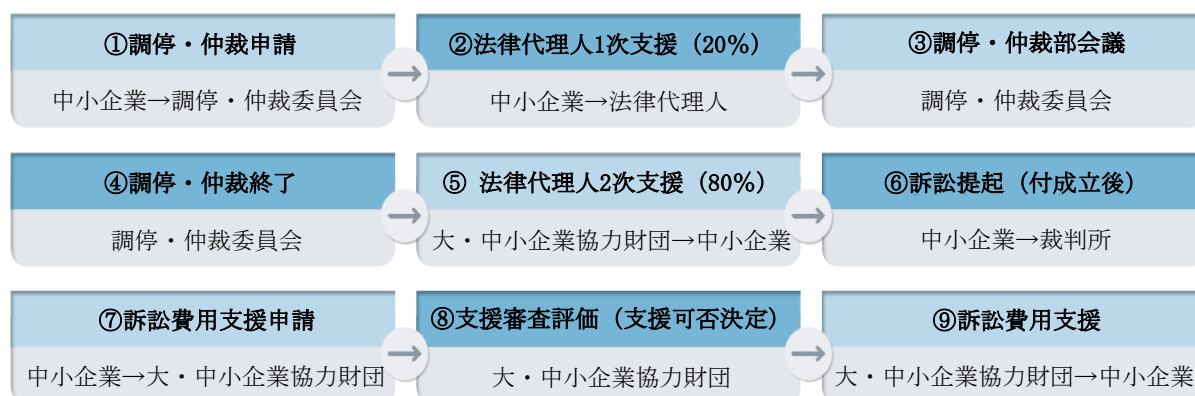 ①調停・仲裁申請
中小企業→調停・仲裁委員会
②法律代理人1次支援（20%）
中小企業→法律代理人
③調停・仲裁部会議
調停・仲裁委員会
④調停・仲裁終了
調停・仲裁委員会
⑤ 法律代理人2次支援（80%）
大・中小企業協力財団→中小企業
⑥訴訟提起（付成立後）
中小企業→裁判所
⑦訴訟費用支援申請
中小企業→大・中小企業協力財団
⑧支援審査評価（支援可否決定）
大・中小企業協力財団
⑨訴訟費用支援
大・中小企業協力財団→中小企業